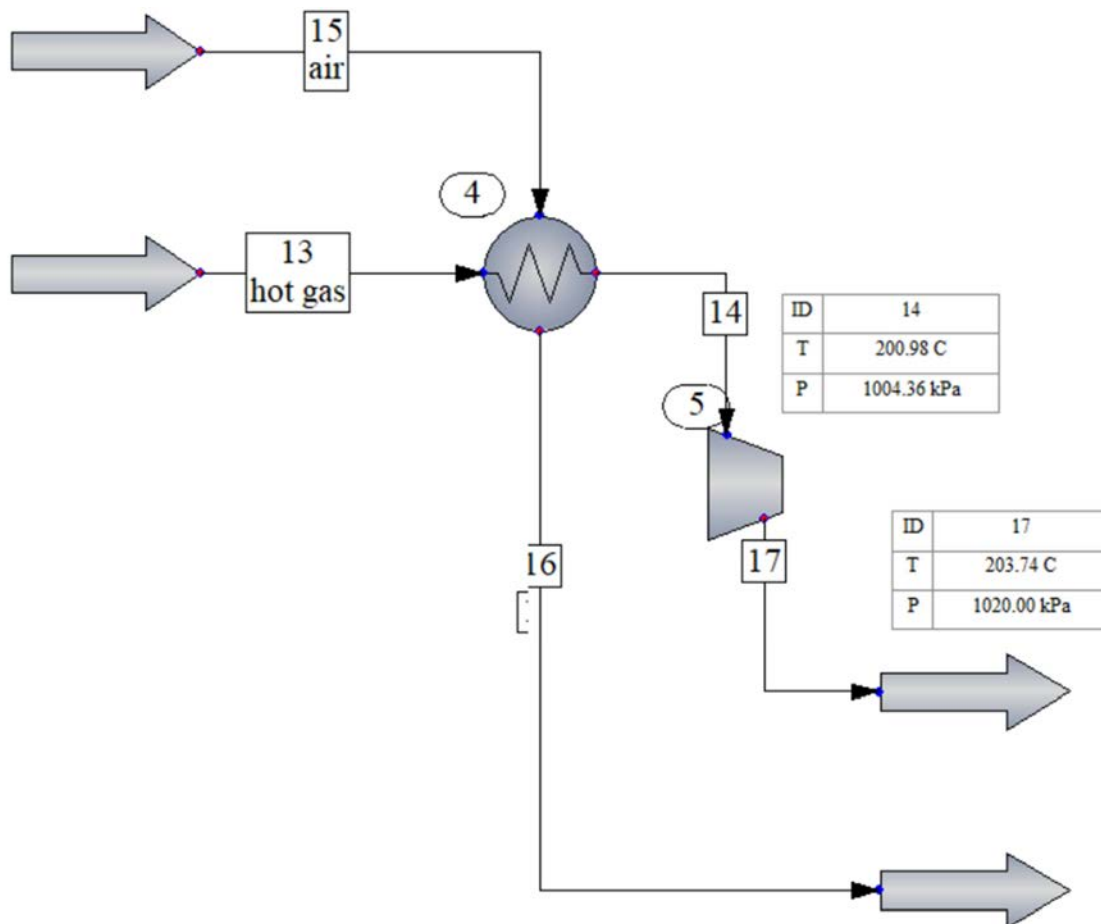 15
air
4
13
hot gas
14
ID 14
T 200.98 C
P 1004.36 kPa
5
ID 17
T 203.74 C
P 1020.00 kPa
16
17